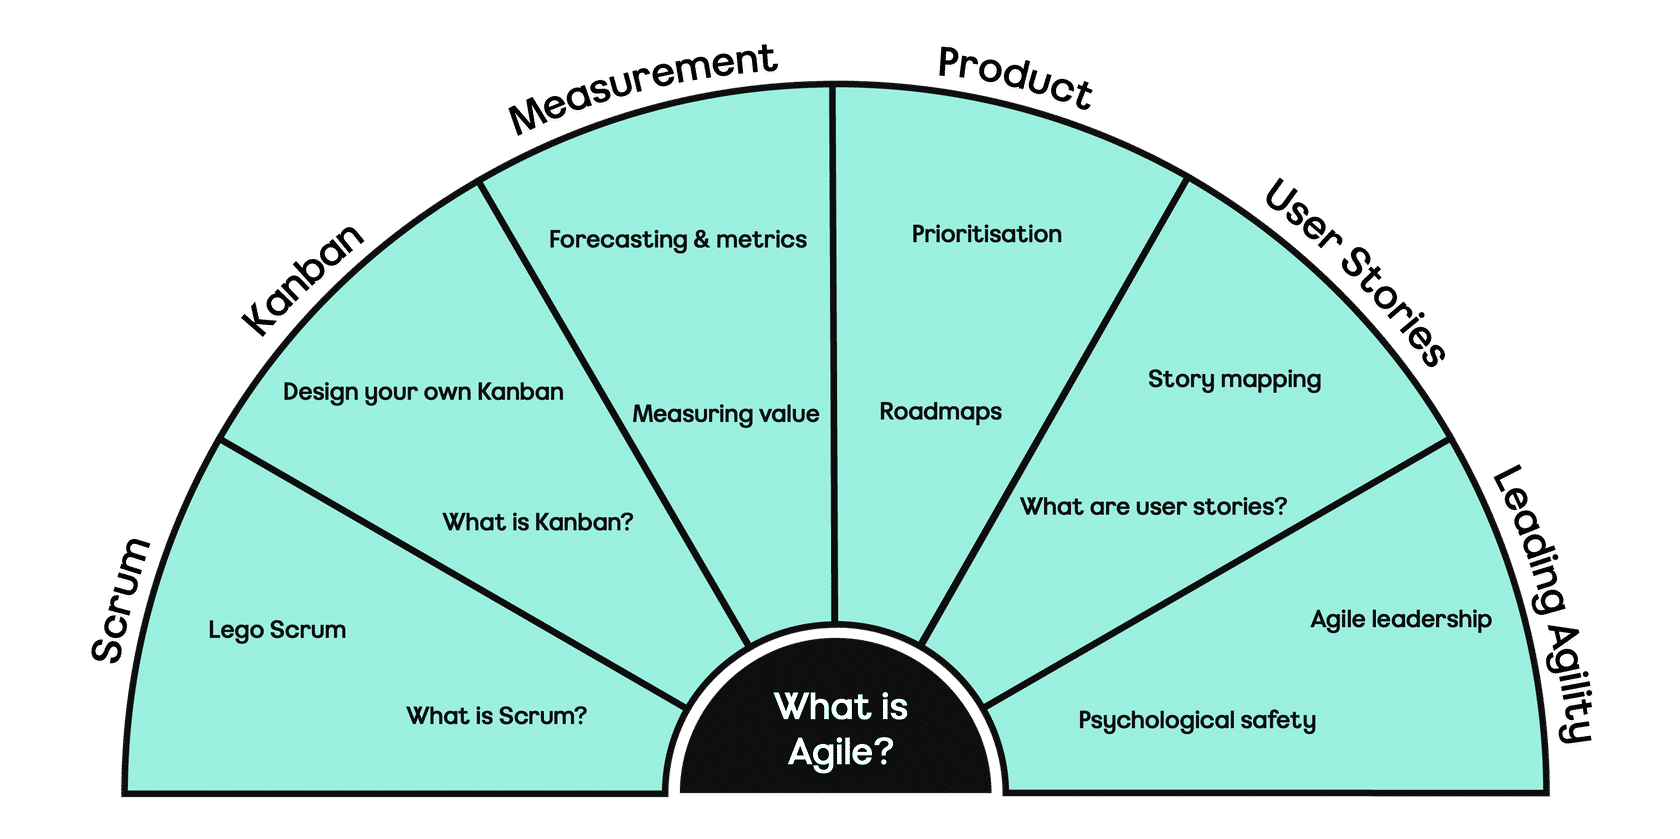 Scrum
Lego Scrum
What is Scrum?
Kanban
Design your own Kanban
What is Kanban?
Measurement
Forecasting & metrics
Measuring value
Product
Prioritisation
Roadmaps
User Stories
Story mapping
What are user stories?
Leading Agility
Agile leadership
Psychological safety
What is
Agile?